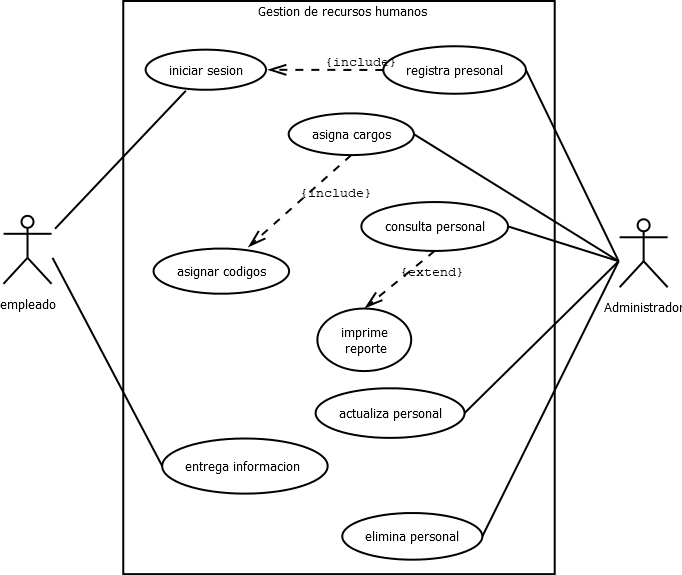 Gestion de recursos humanos
iniciar sesion
{include}
registra presonal
asigna cargos
{include}
consulta personal
asignar codigos
{extend}
empleado
Administrador
imprime
reporte
actualiza personal
entrega informacion
elimina personal